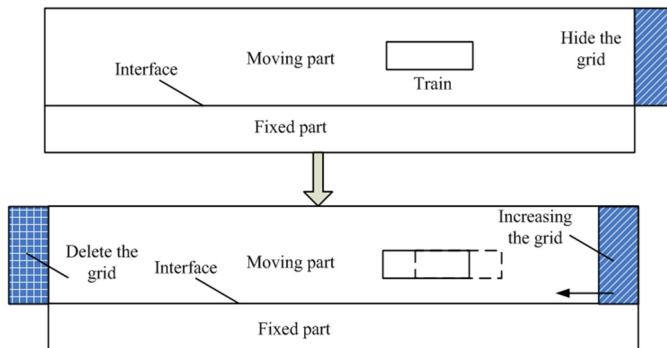 Hide the
grid
Moving part
Interface
Train
Fixed part
Increasing
the grid
Delete the
grid
Moving part
Interface
Fixed part